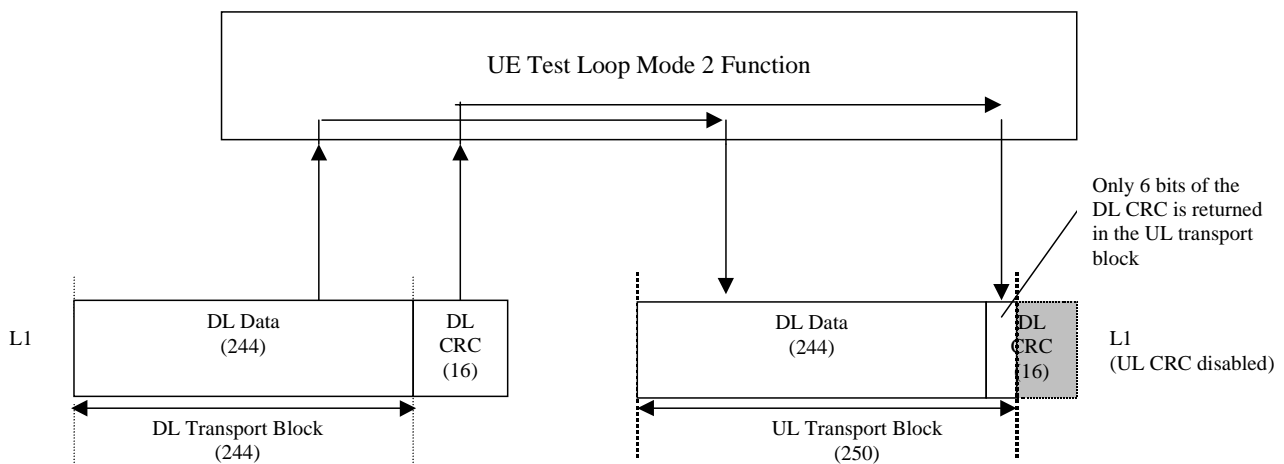 UE Test Loop Mode 2 Function
Only 6 bits of the
DL CRC is returned
in the UL transport
block
L1
DL Data
(244)
DL
CRC
(16)
DL Data
(244)
DL
CRC
(16)
L1
(UL CRC disabled)
DL Transport Block
(244)
UL Transport Block
(250)